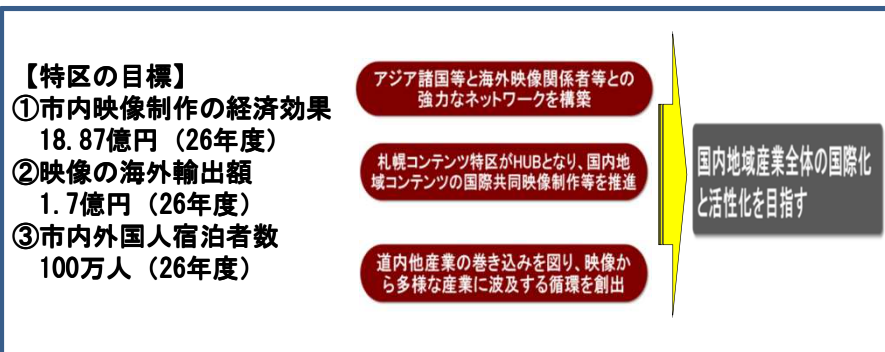 【特区の目標】
①市内映像制作の経済効果
18.87億円（26年度）
②映像の海外輸出額
1.7億円（26年度）
③市内外国人宿泊者数
100万人（26年度）
アジア諸国等と海外映像関係者等との
強力なネットワークを構築
札幌コンテンツ特区がHUBとなり、国内地
域コンテンツの国際共同映像制作等を推進
道内他産業の巻き込みを図り、映像か
ら多様な産業に波及する循環を創出
国内地域産業全体の国際化
と活性化を目指す